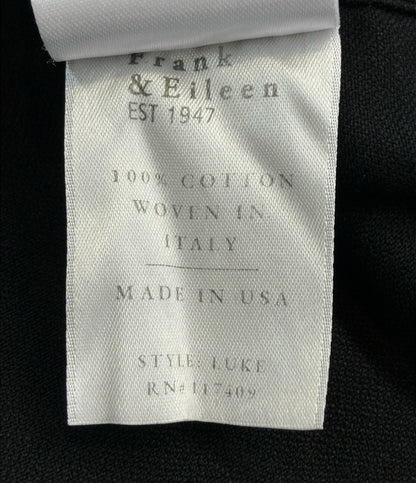 Frank
& Eileen
EST 1947
100% COTTON
WOVEN IN
ITALY
MADE IN USA
STYLE: LUKE
RN# 117409